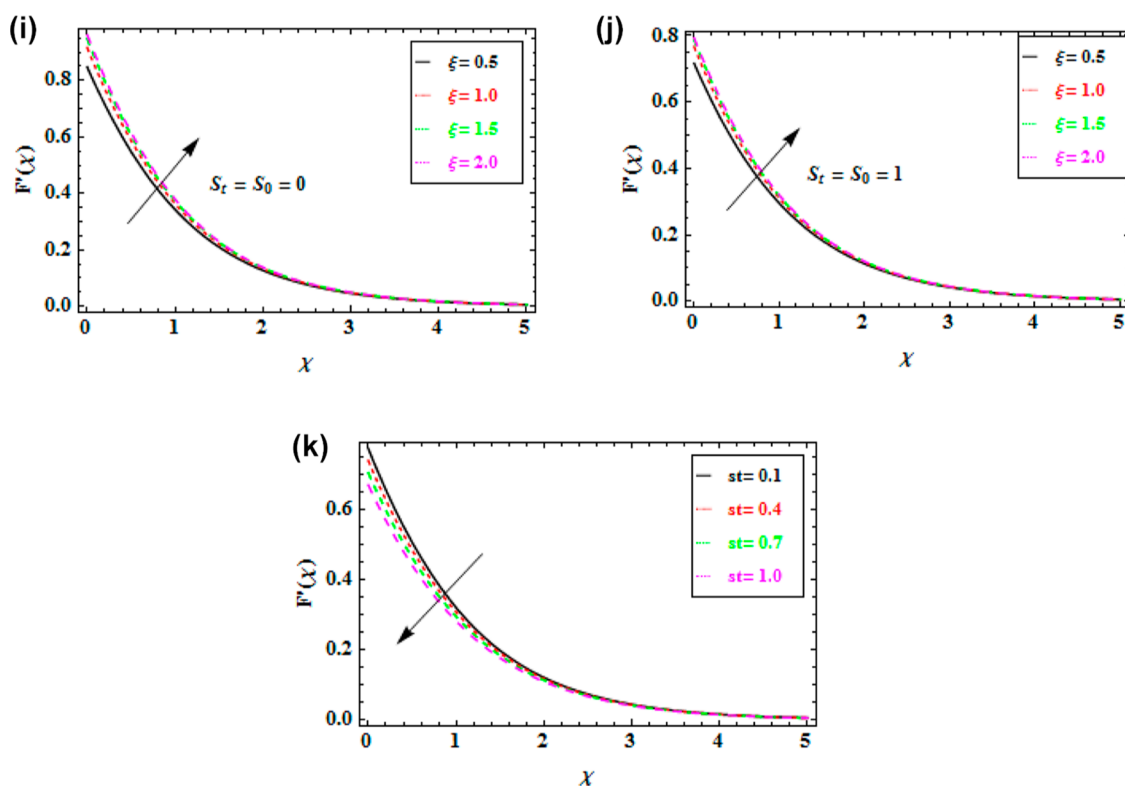 (i)
F'(χ)
0.8
0.6
0.4
0.2
0.0
ξ= 0.5
ξ= 1.0
ξ= 1.5
ξ= 2.0
S_t = S_0 = 0
0 1 2 3 4 5
χ
(j)
F'(χ)
0.8
0.6
0.4
0.2
0.0
ξ= 0.5
ξ= 1.0
ξ= 1.5
ξ= 2.0
S_t = S_0 = 1
0 1 2 3 4 5
χ
(k)
F'(χ)
0.6
0.4
0.2
0.0
st= 0.1
st= 0.4
st= 0.7
st= 1.0
0 1 2 3 4 5
χ